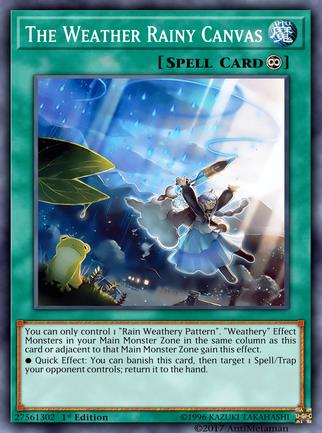 The Weather Rainy Canvas
[Spell Card]
You can only control 1 "Rain Weathery Pattern". "Weathery" Effect
Monsters in your Main Monster Zone in the same column as this
card or adjacent to that Main Monster Zone gain this effect.
● Quick Effect: You can banish this card, then target 1 Spell/Trap
your opponent controls; return it to the hand.
27561302 1st Edition ©1996 KAZUKI TAKAHASHI
©2017 AntiMetaman